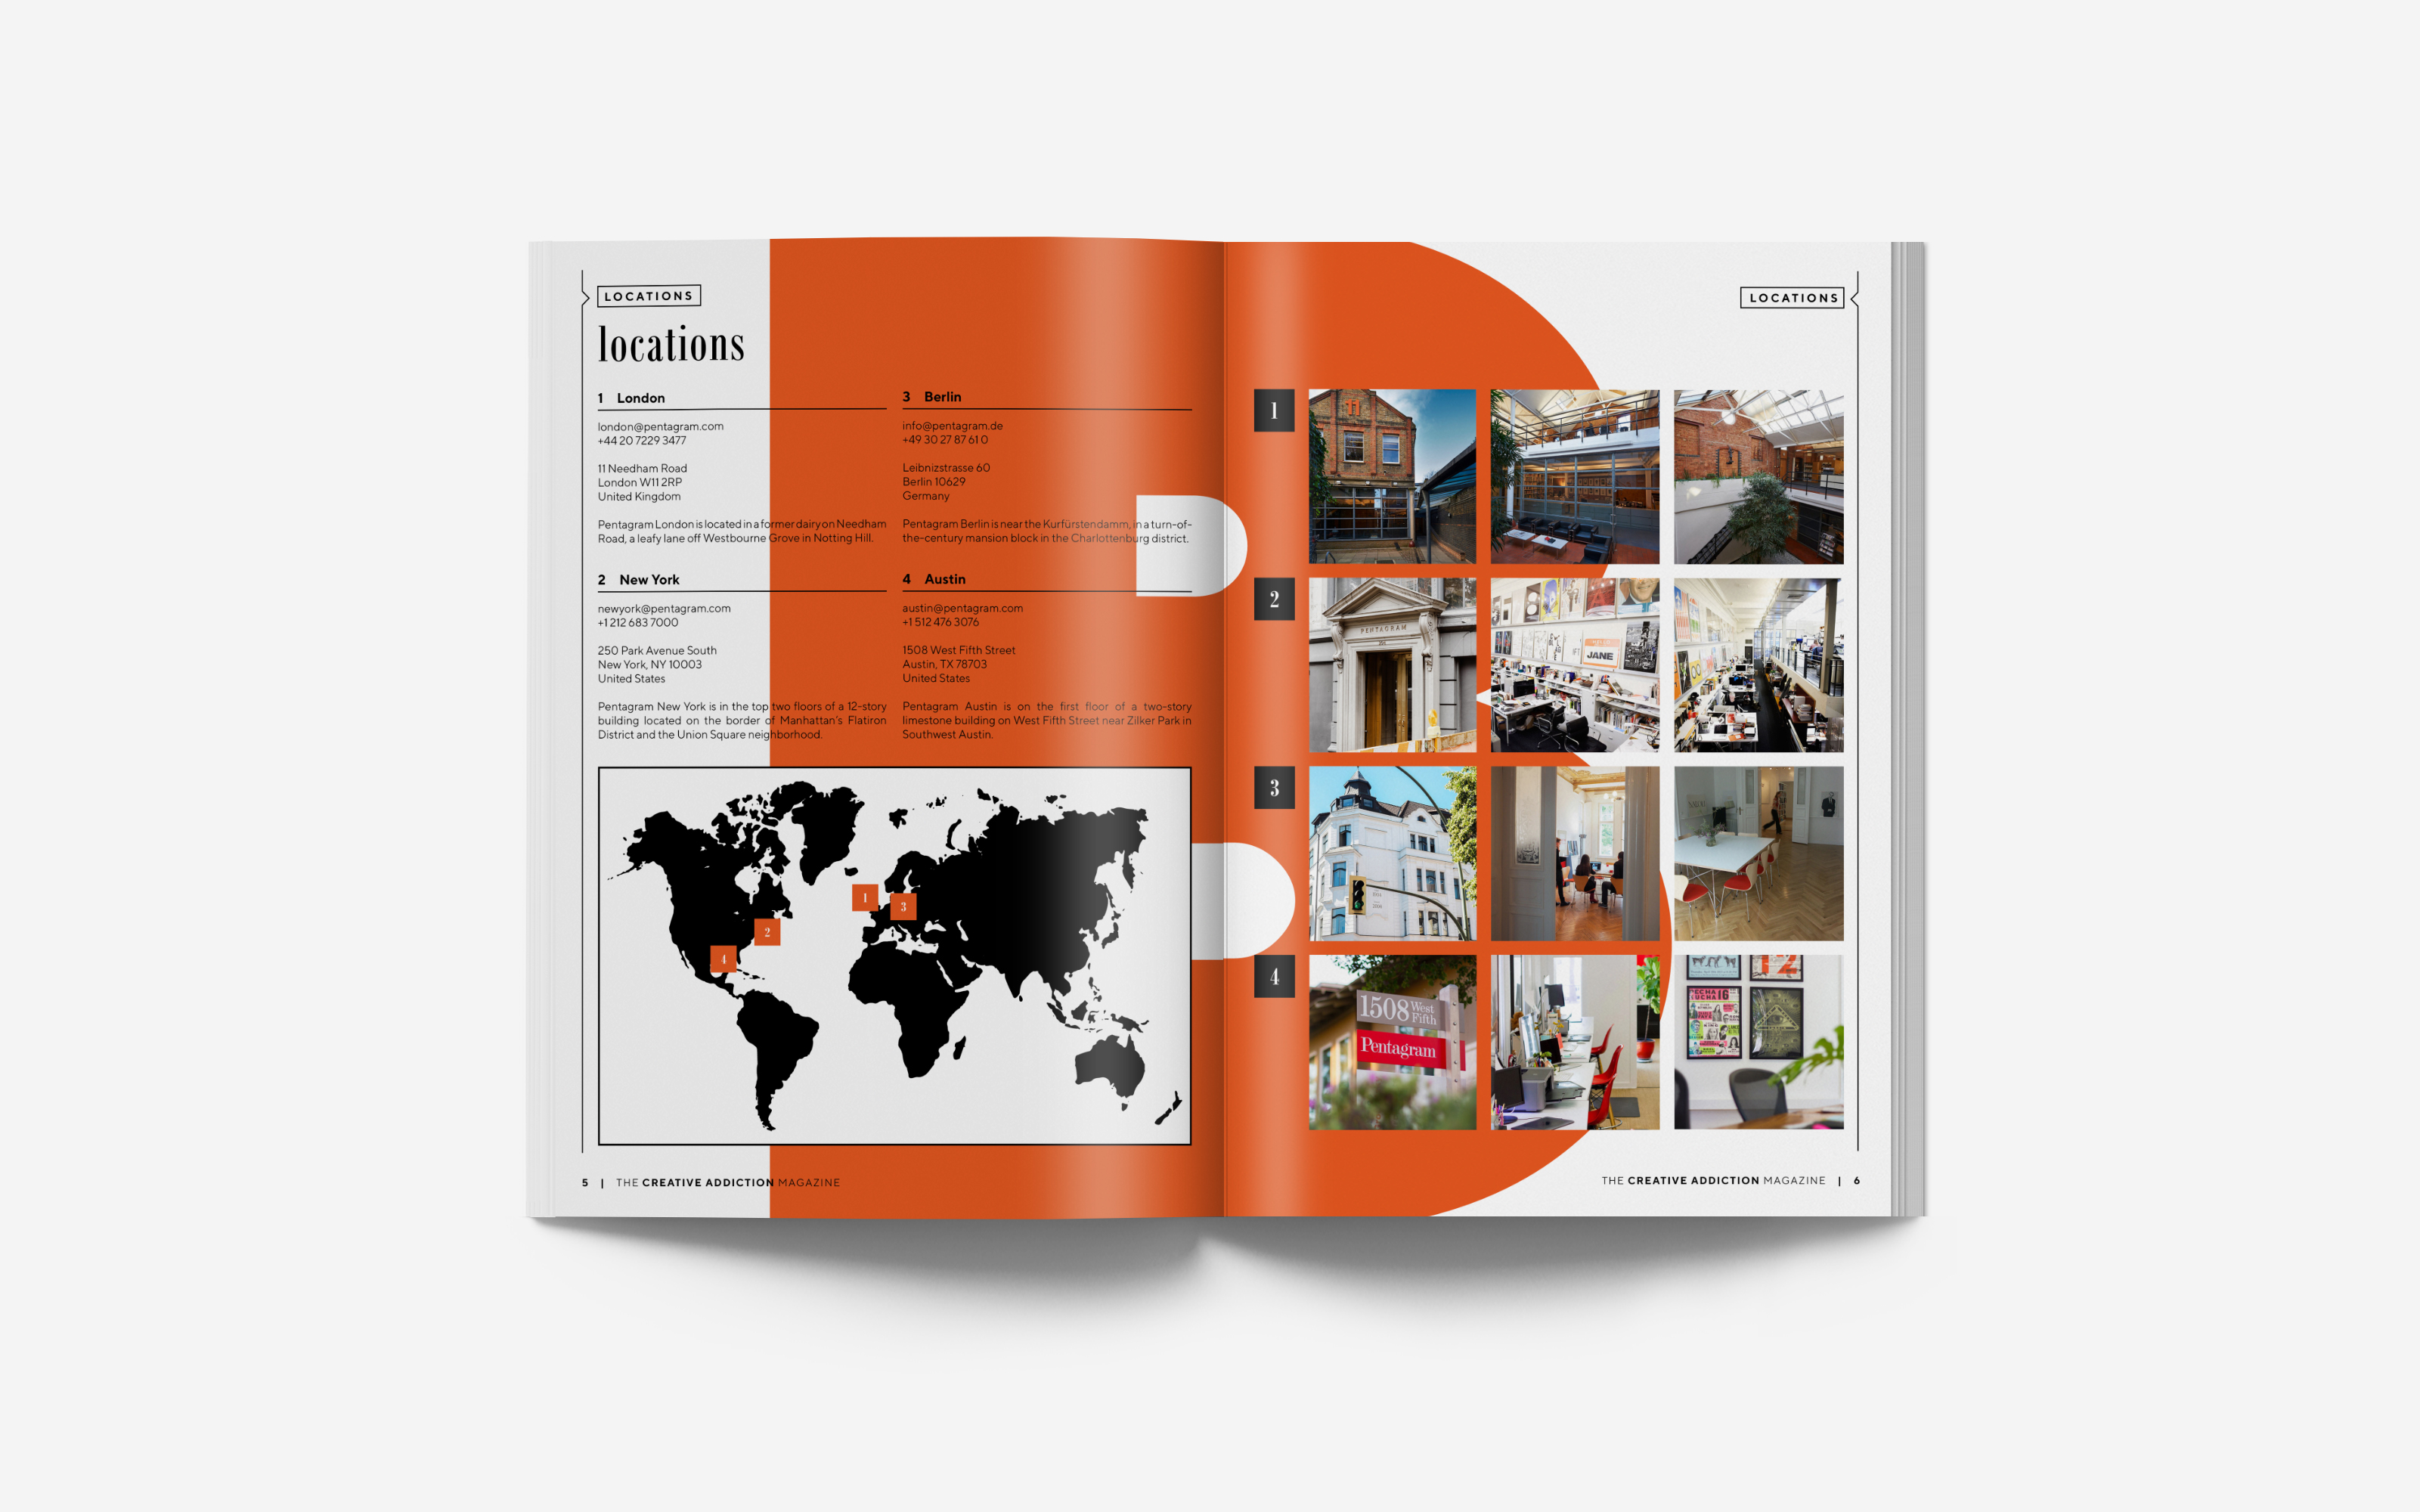 LOCATIONS
locations
1 London
london@pentagram.com
+44 20 7229 3477
11 Needham Road
London W11 2RP
United Kingdom
Pentagram London is located in a former dairy on Needham
Road, a leafy lane off Westbourne Grove in Notting Hill.
2 New York
newyork@pentagram.com
+1 212 683 7000
250 Park Avenue South
New York, NY 10003
United States
Pentagram New York is in the top two floors of a 12-story
building located on the border of Manhattan's Flatiron
District and the Union Square neighborhood.
3 Berlin
info@pentagram.de
+49 30 27 87 61 0
Leibnizstrasse 60
Berlin 10629
Germany
Pentagram Berlin is near the Kurfürstendamm, in a turn-of-
the-century mansion block in the Charlottenburg district.
4 Austin
austin@pentagram.com
+1 512 476 3076
1508 West Fifth Street
Austin, TX 78703
United States
Pentagram Austin is on the first floor of a two-story
limestone building on West Fifth Street near Zilker Park in
Southwest Austin.
1
3
2
4
5 | THE CREATIVE ADDICTION MAGAZINE
LOCATIONS
1
11
2
PENTAGRAM
JANE
3
4
1508 West
Fifth
Pentagram
THE CREATIVE ADDICTION MAGAZINE | 6